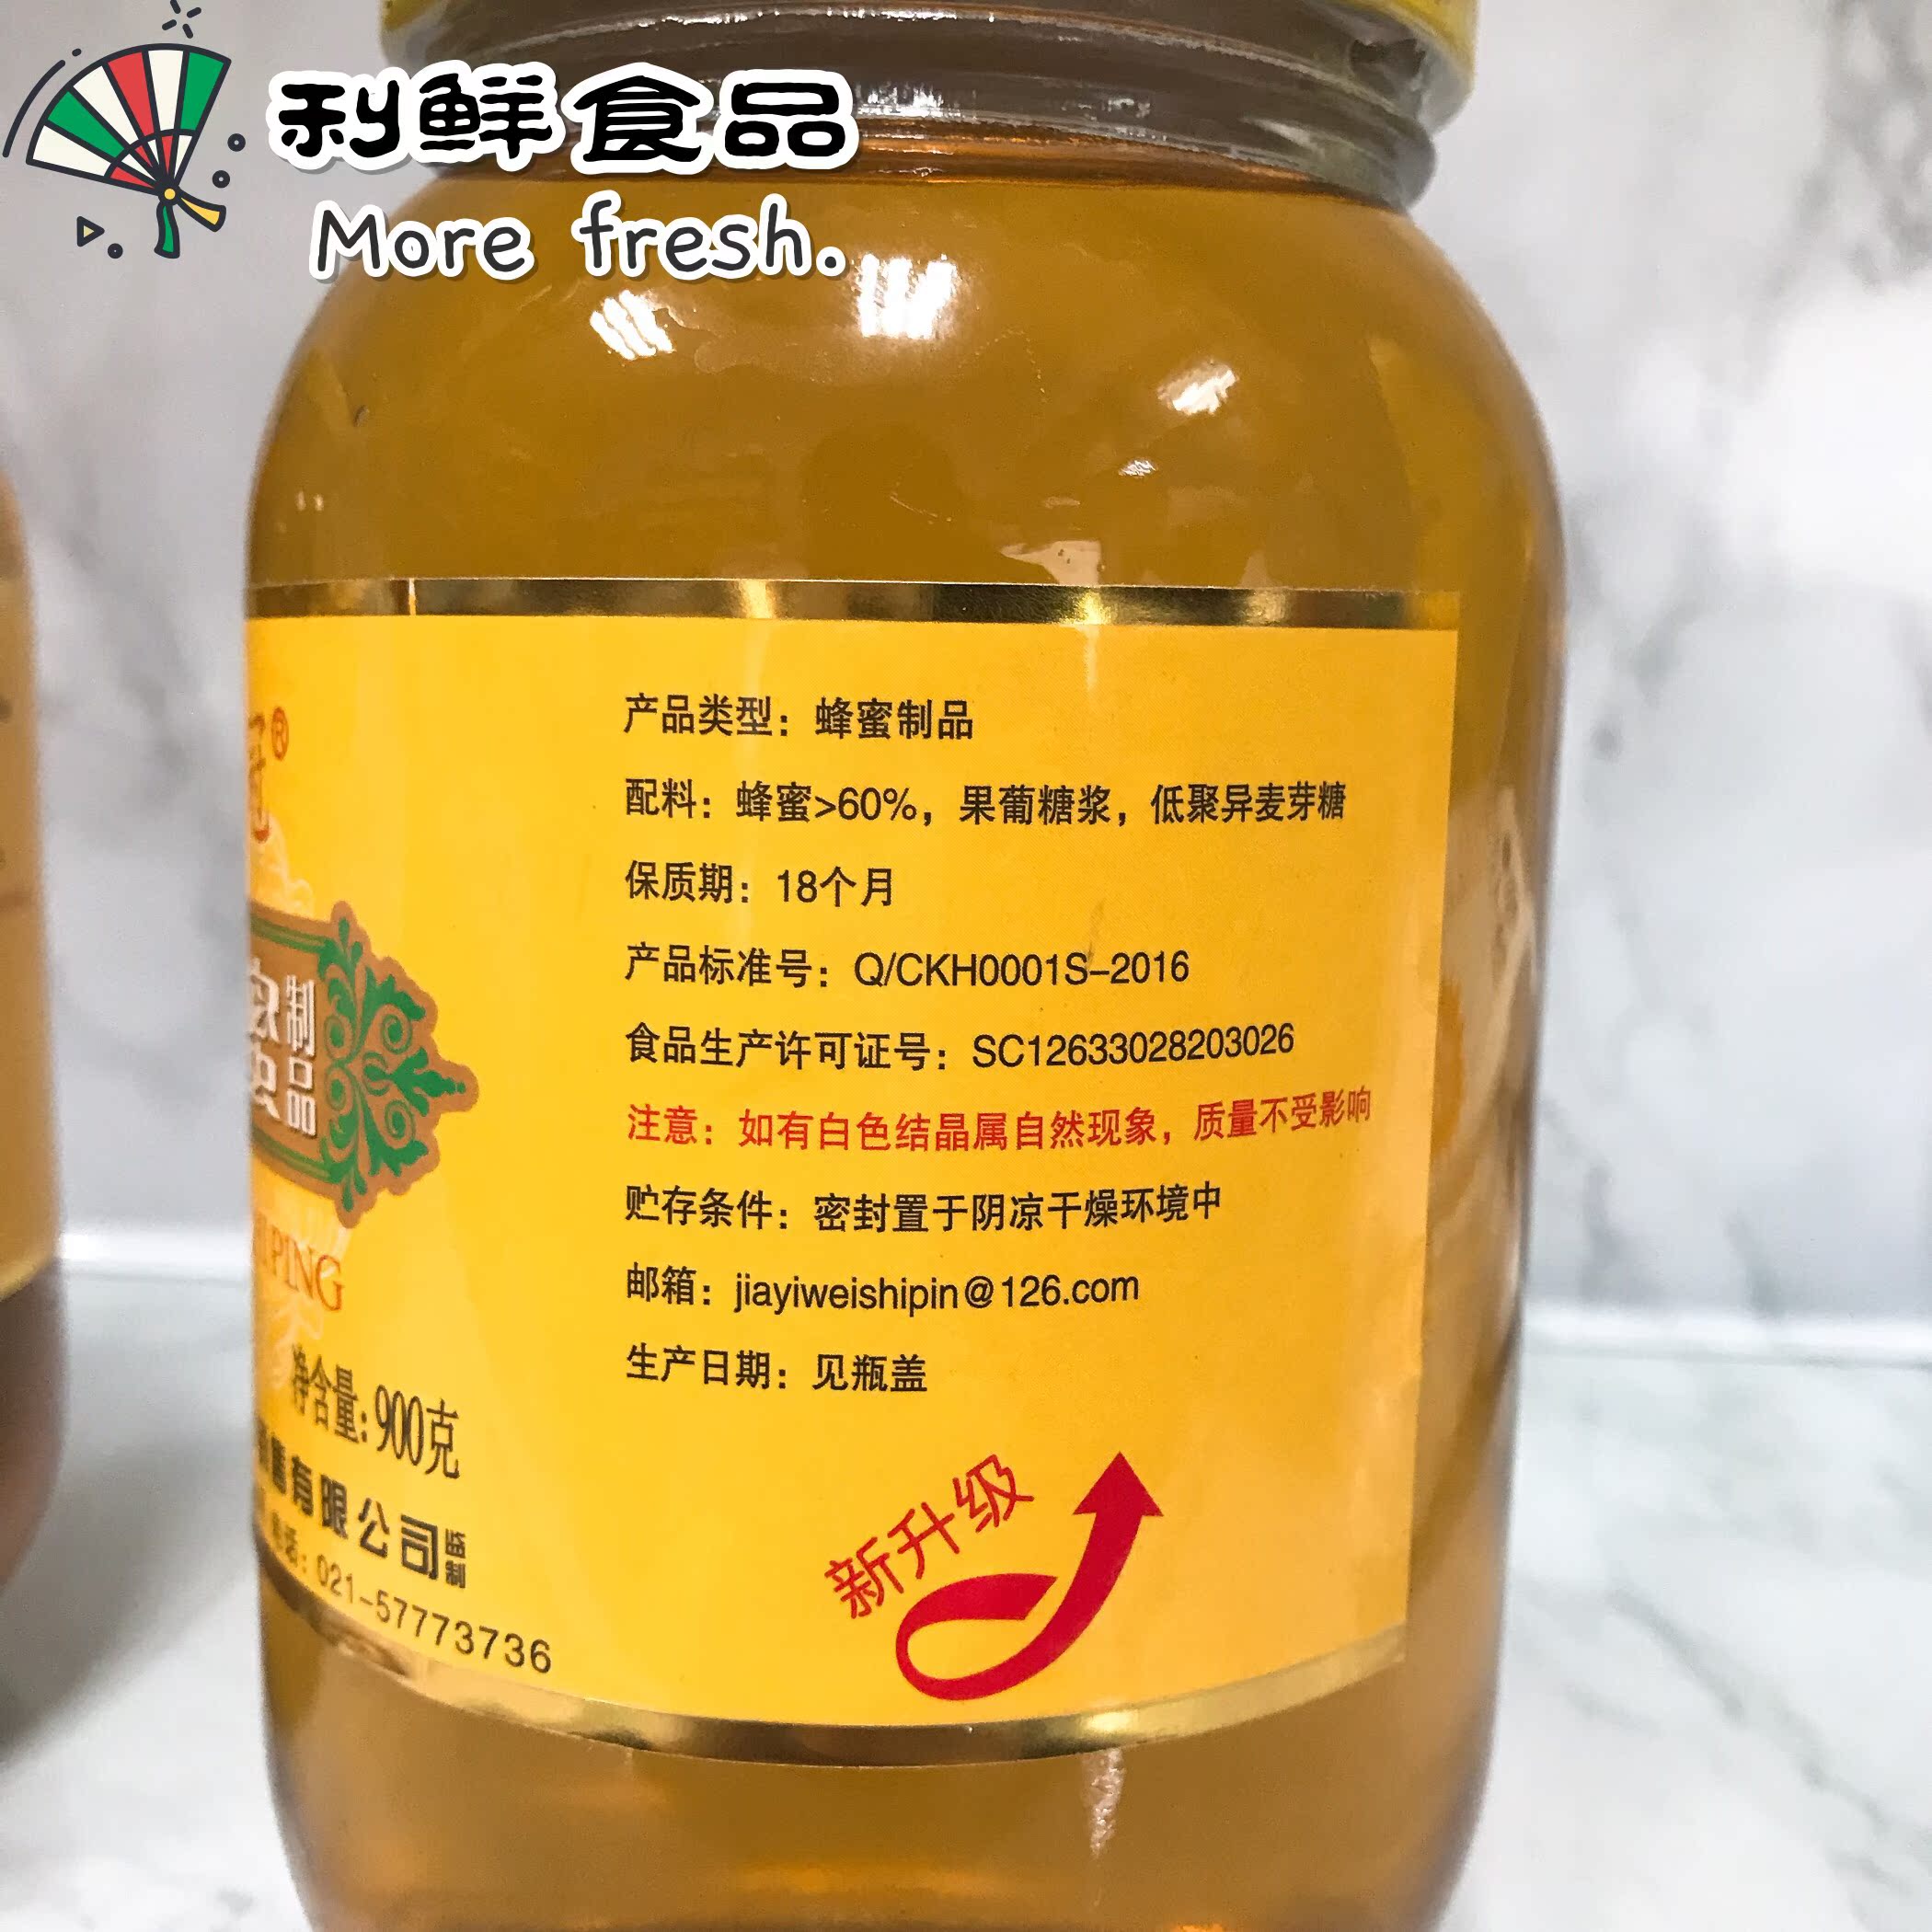 利鲜食品
More fresh.
产品类型：蜂蜜制品
配料：蜂蜜>60%，果葡糖浆，低聚异麦芽糖
保质期：18个月
产品标准号：Q/CKH0001S-2016
食品生产许可证号：SC12633028203026
注意：如有白色结晶属自然现象，质量不受影响
贮存条件：密封置于阴凉干燥环境中
邮箱：jiayiweishipin@126.com
生产日期：见瓶盖
新升级
®
制
品
PING
净含量:900克
有限公司监制
021-57773736